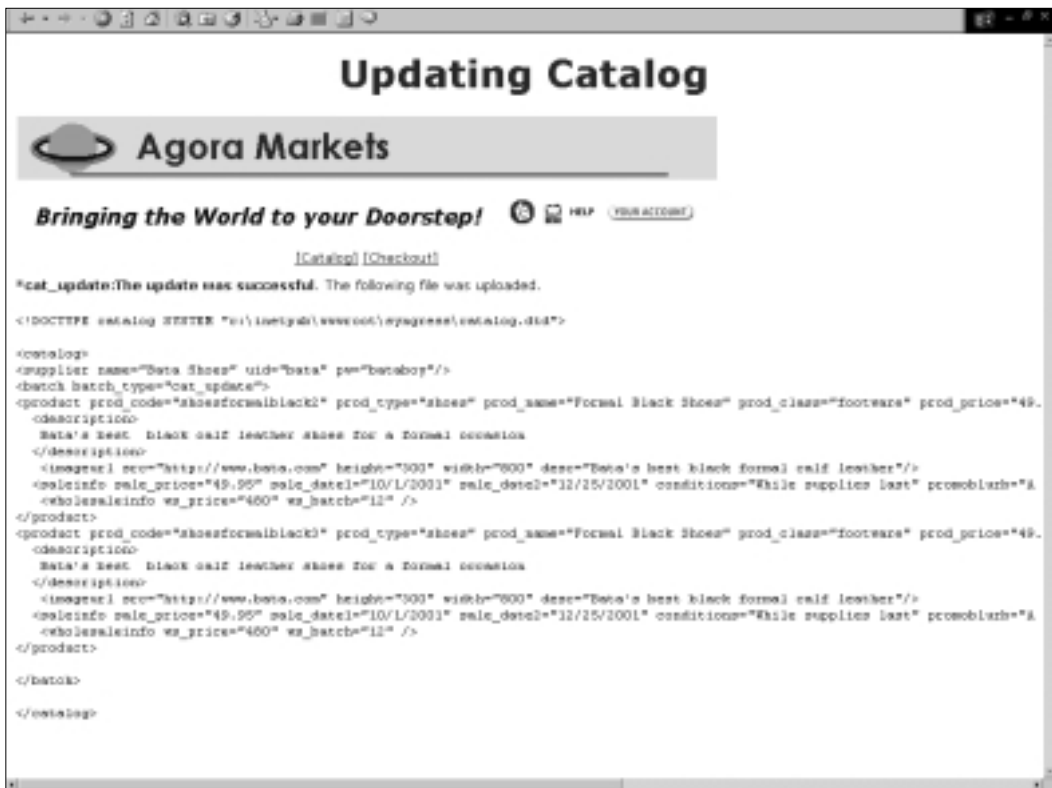 Updating Catalog
Agora Markets
Bringing the World to your Doorstep!
HELP
YOUR ACCOUNT
[Catalog] [Checkout]
*cat_update:The update was successful. The following file was uploaded.
<!DOCTYPE catalog SYSTEM "c:\inetpub\wwwroot\syngress\catalog.dtd">
<catalog>
<supplier name="Bata Shoes" uid="bata" pw="bataboy"/>
<batch batch_type="cat_update">
<product prod_code="shoesformalblack2" prod_type="shoes" prod_name="Formal Black Shoes" prod_class="footware" prod_price="49.
<description>
Bata's best black calf leather shoes for a formal occasion
</description>
<imageurl src="http://www.bata.com" height="300" width="800" desc="Bata's best black formal calf leather"/>
<saleinfo sale_price="49.95" sale_date1="10/1/2001" sale_date2="12/25/2001" conditions="While supplies last" promoblurb="A
<wholesaleinfo ws_price="480" ws_batch="12" />
</product>
<product prod_code="shoesformalblack3" prod_type="shoes" prod_name="Formal Black Shoes" prod_class="footware" prod_price="49.
<description>
Bata's best black calf leather shoes for a formal occasion
</description>
<imageurl src="http://www.bata.com" height="300" width="800" desc="Bata's best black formal calf leather"/>
<saleinfo sale_price="49.95" sale_date1="10/1/2001" sale_date2="12/25/2001" conditions="While supplies last" promoblurb="A
<wholesaleinfo ws_price="480" ws_batch="12" />
</product>
</batch>
</catalog>